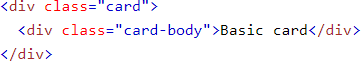 <div class="card">
  <div class="card-body">Basic card</div>
</div>